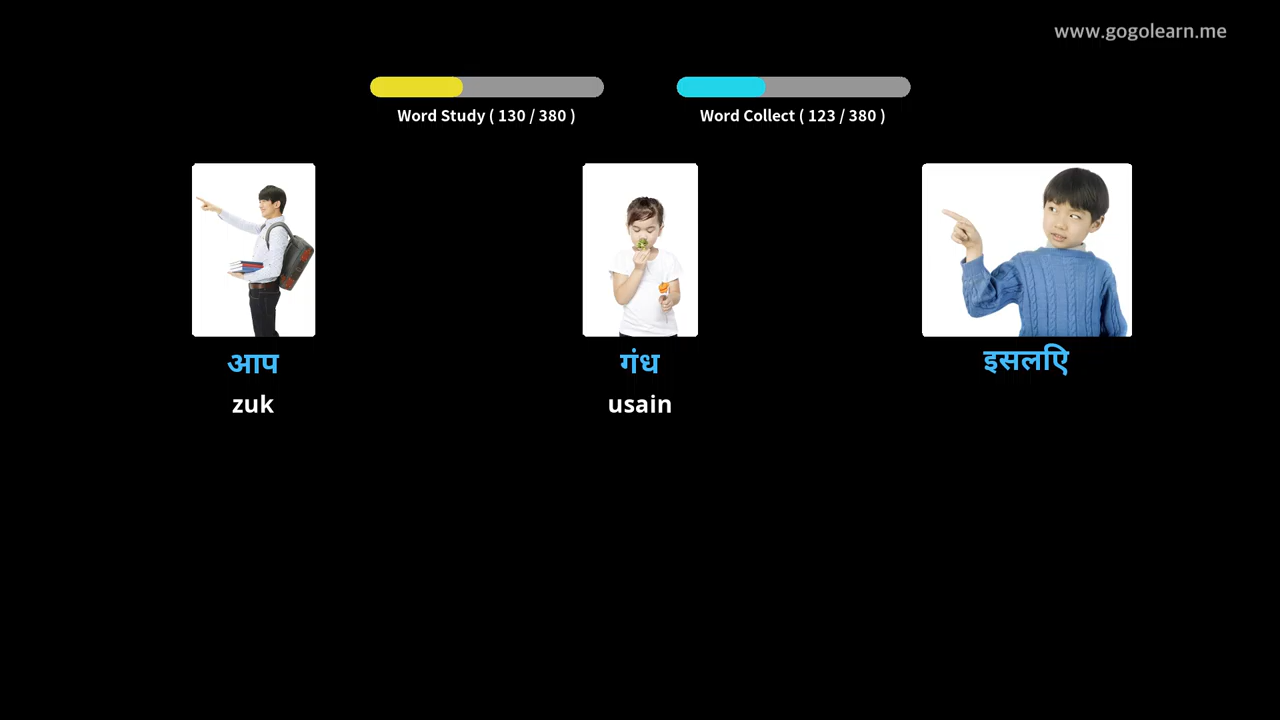 www.gogolearn.me
Word Study ( 130 / 380 )
Word Collect ( 123 / 380 )
आप
गंध
इसलिए
zuk
usain